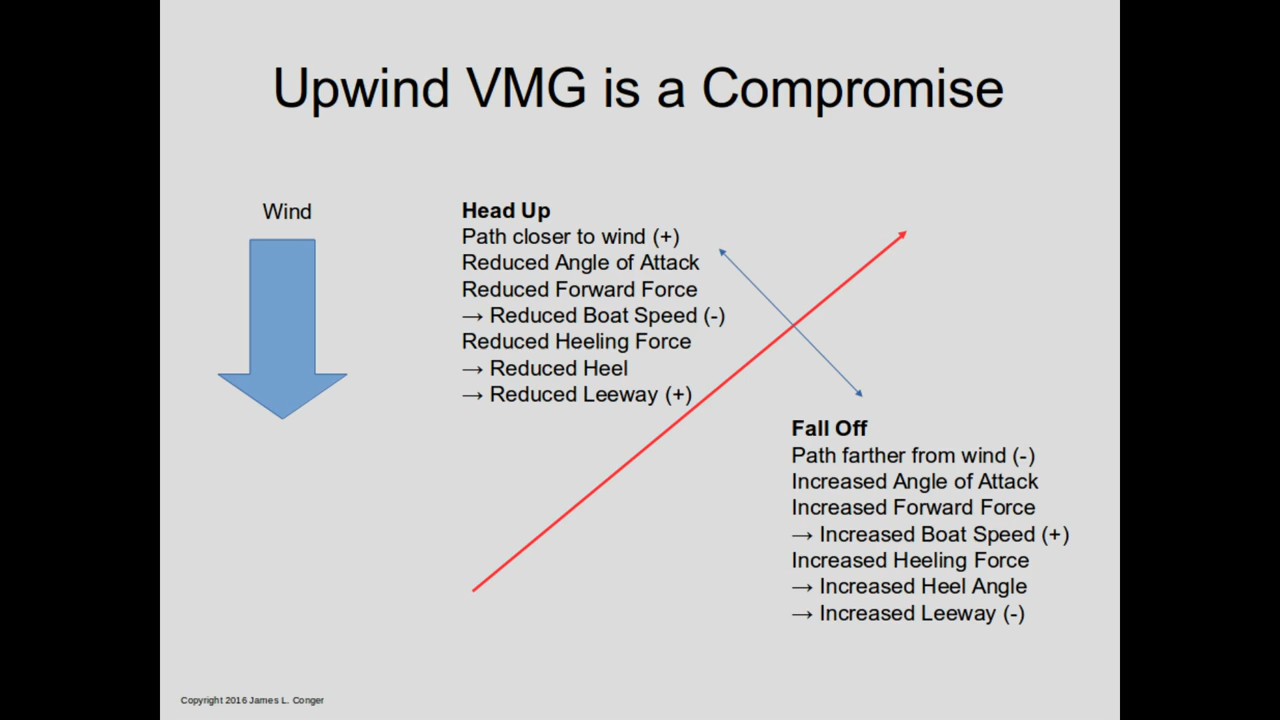 Upwind VMG is a Compromise
Wind
Head Up
Path closer to wind (+)
Reduced Angle of Attack
Reduced Forward Force
→ Reduced Boat Speed (-)
Reduced Heeling Force
→ Reduced Heel
→ Reduced Leeway (+)
Fall Off
Path farther from wind (-)
Increased Angle of Attack
Increased Forward Force
→ Increased Boat Speed (+)
Increased Heeling Force
→ Increased Heel Angle
→ Increased Leeway (-)
Copyright 2016 James L. Conger